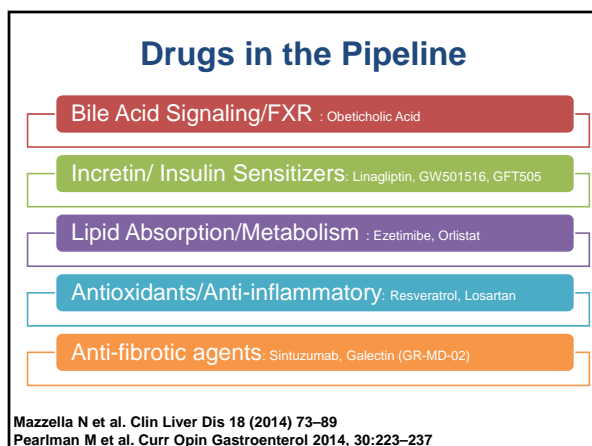 Drugs in the Pipeline
Bile Acid Signaling/FXR : Obeticholic Acid
Incretin/ Insulin Sensitizers: Linagliptin, GW501516, GFT505
Lipid Absorption/Metabolism : Ezetimibe, Orlistat
Antioxidants/Anti-inflammatory: Resveratrol, Losartan
Anti-fibrotic agents: Sintuzumab, Galectin (GR-MD-02)
Mazzella N et al. Clin Liver Dis 18 (2014) 73–89
Pearlman M et al. Curr Opin Gastroenterol 2014, 30:223–237